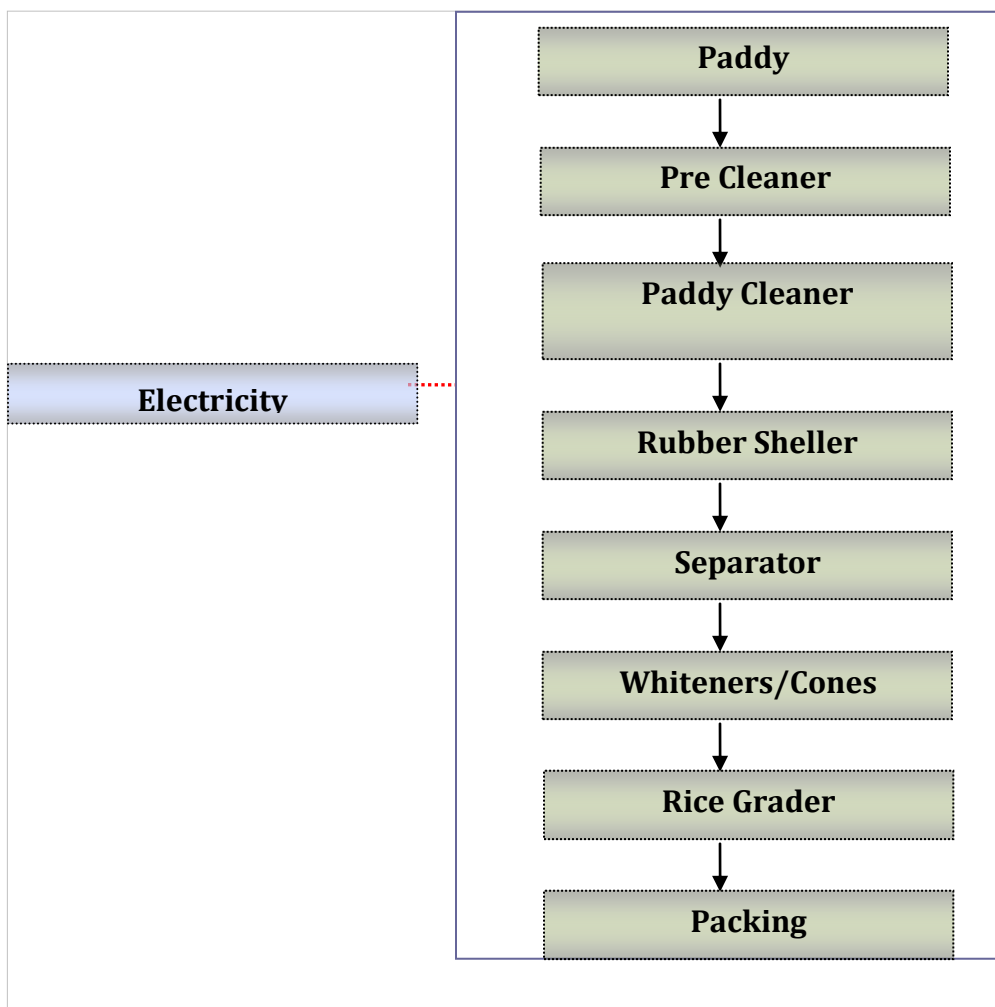 Paddy
Pre Cleaner
Paddy Cleaner
Electricity
Rubber Sheller
Separator
Whiteners/Cones
Rice Grader
Packing